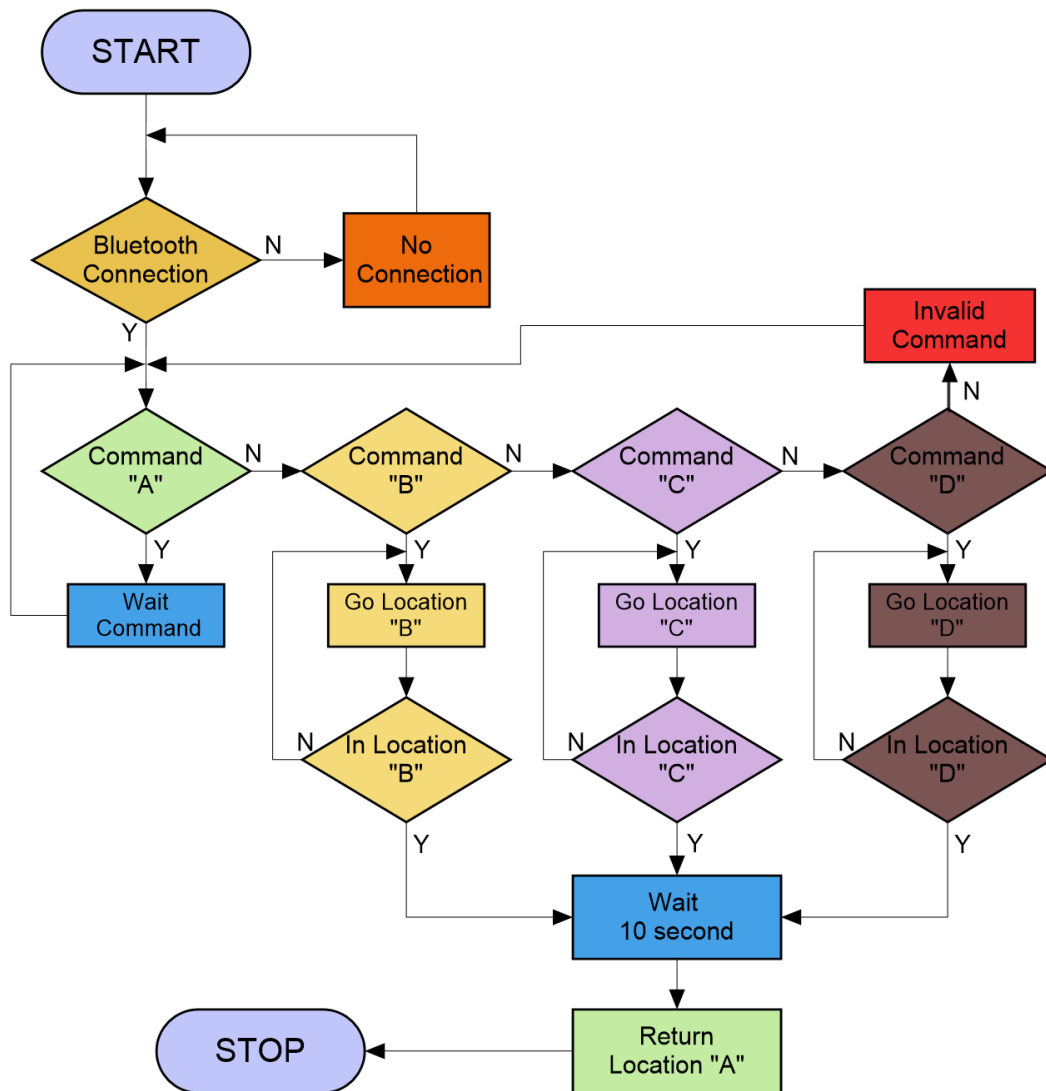 START
Bluetooth
Connection
N
No
Connection
Y
Invalid
Command
N
Command
"A"
N
Command
"B"
N
Command
"C"
N
Command
"D"
Y
Y
Y
Y
Wait
Command
Go Location
"B"
Go Location
"C"
Go Location
"D"
N
In Location
"B"
N
In Location
"C"
N
In Location
"D"
Y
Y
Y
Wait
10 second
STOP
Return
Location "A"